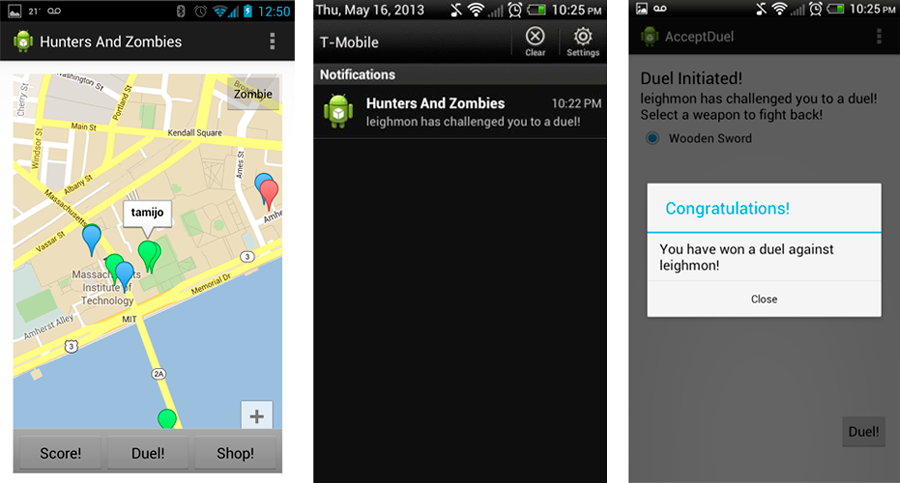 21°
12:50
Hunters And Zombies
Zombie
Washington St.
Cherry St.
Portland St
Main St
Kendall Square
Windsor St.
Ames St.
Albany St.
Massachusetts
Amhe
Vassar St
tamijo
3
Massachusetts
Institute of
Technology
Memorial Dr
Amherst Alley
MIT
3
2A
+
Score!
Duel!
Shop!
Thu, May 16, 2013
10:25 PM
T-Mobile
Clear
Settings
Notifications
Hunters And Zombies
10:22 PM
leighmon has challenged you to a duel!
10:25 PM
AcceptDuel
Duel Initiated!
leighmon has challenged you to a duel!
Select a weapon to fight back!
Wooden Sword
Congratulations!
You have won a duel against
leighmon!
Close
Duel!